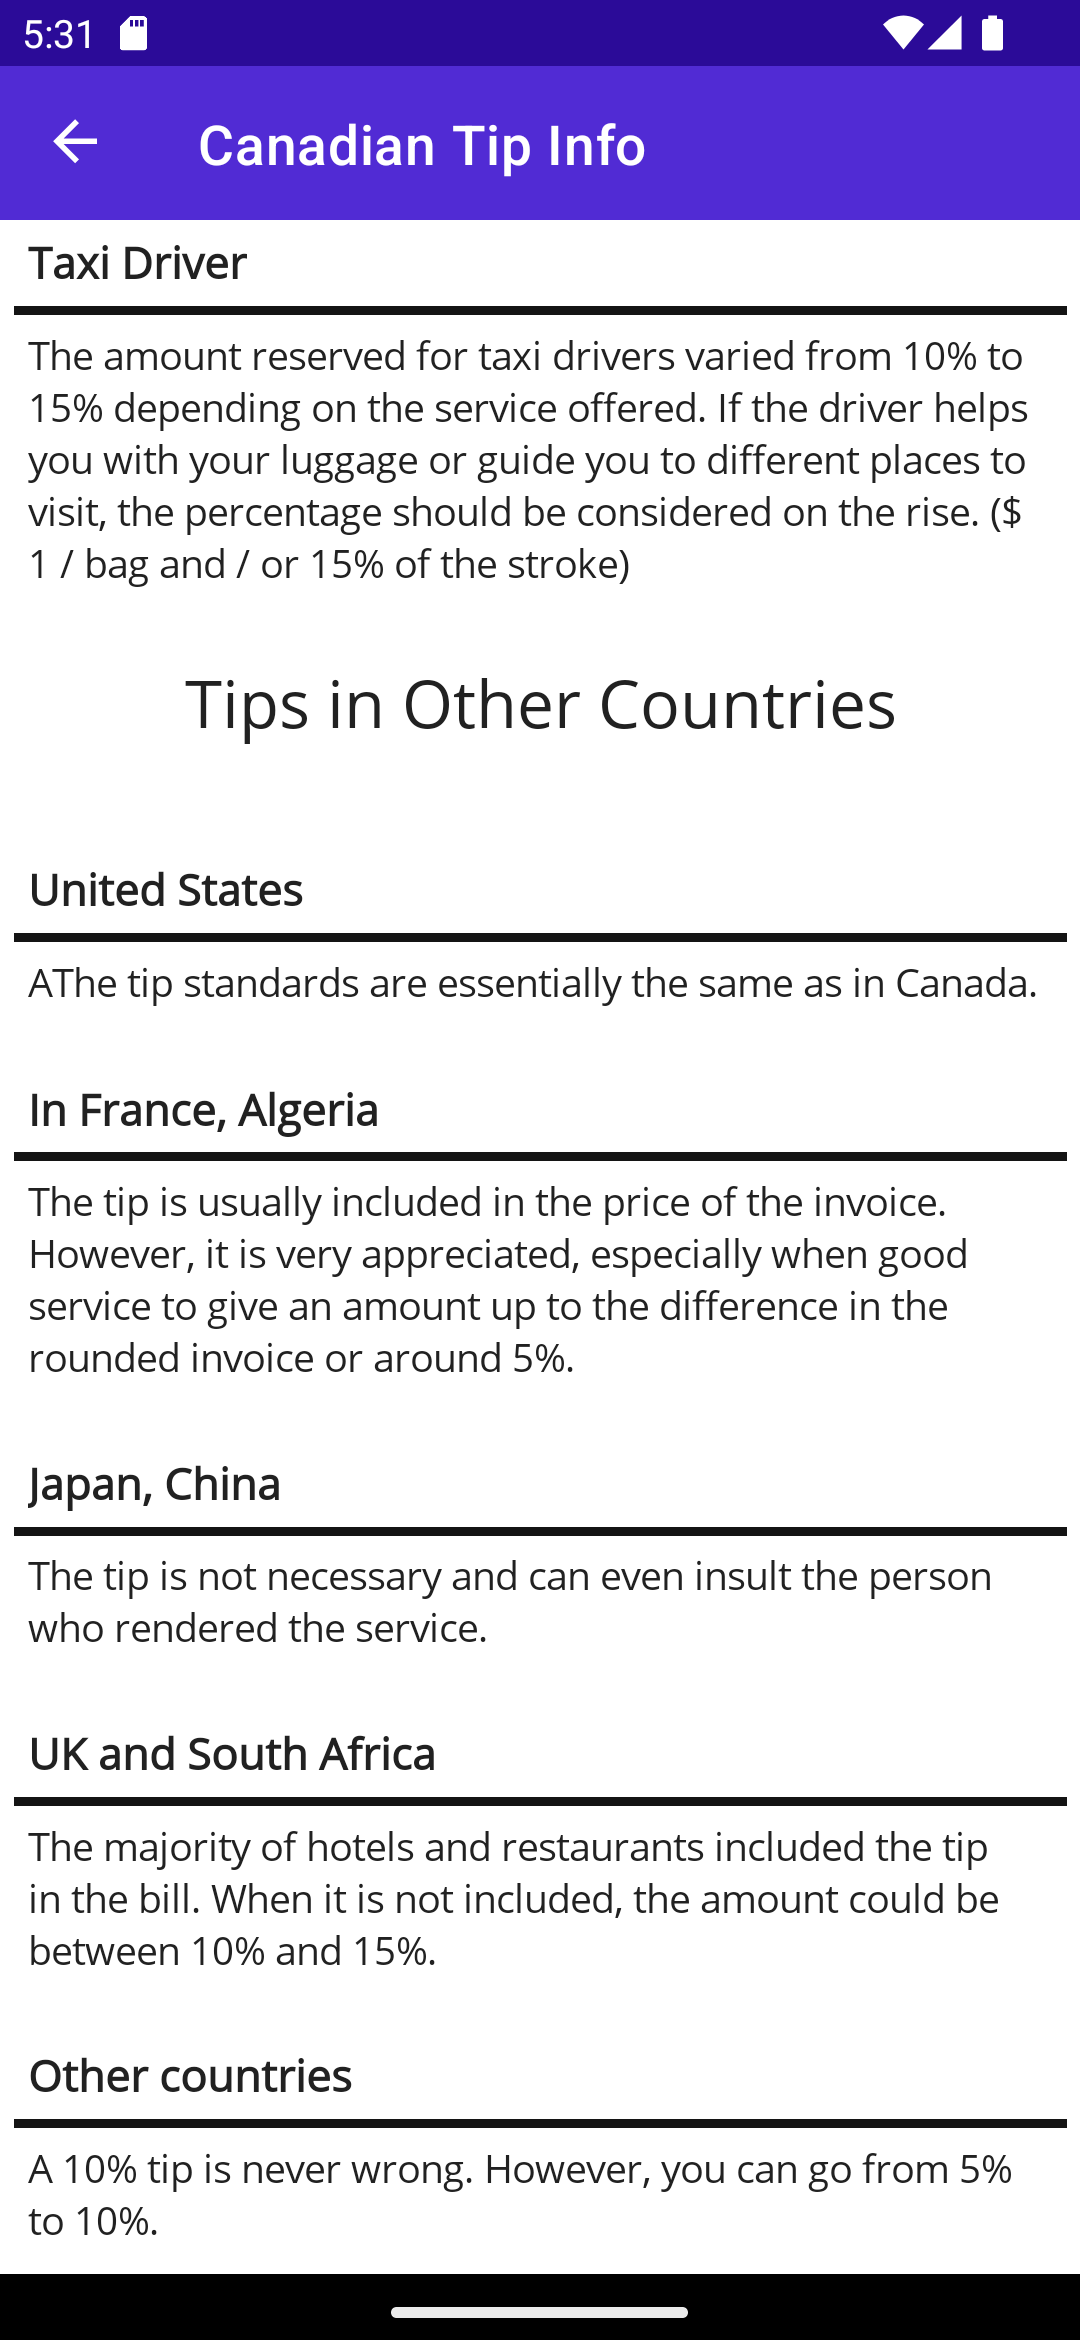 5:31
Canadian Tip Info
Taxi Driver
The amount reserved for taxi drivers varied from 10% to
15% depending on the service offered. If the driver helps
you with your luggage or guide you to different places to
visit, the percentage should be considered on the rise. ($
1 / bag and / or 15% of the stroke)
Tips in Other Countries
United States
AThe tip standards are essentially the same as in Canada.
In France, Algeria
The tip is usually included in the price of the invoice.
However, it is very appreciated, especially when good
service to give an amount up to the difference in the
rounded invoice or around 5%.
Japan, China
The tip is not necessary and can even insult the person
who rendered the service.
UK and South Africa
The majority of hotels and restaurants included the tip
in the bill. When it is not included, the amount could be
between 10% and 15%.
Other countries
A 10% tip is never wrong. However, you can go from 5%
to 10%.